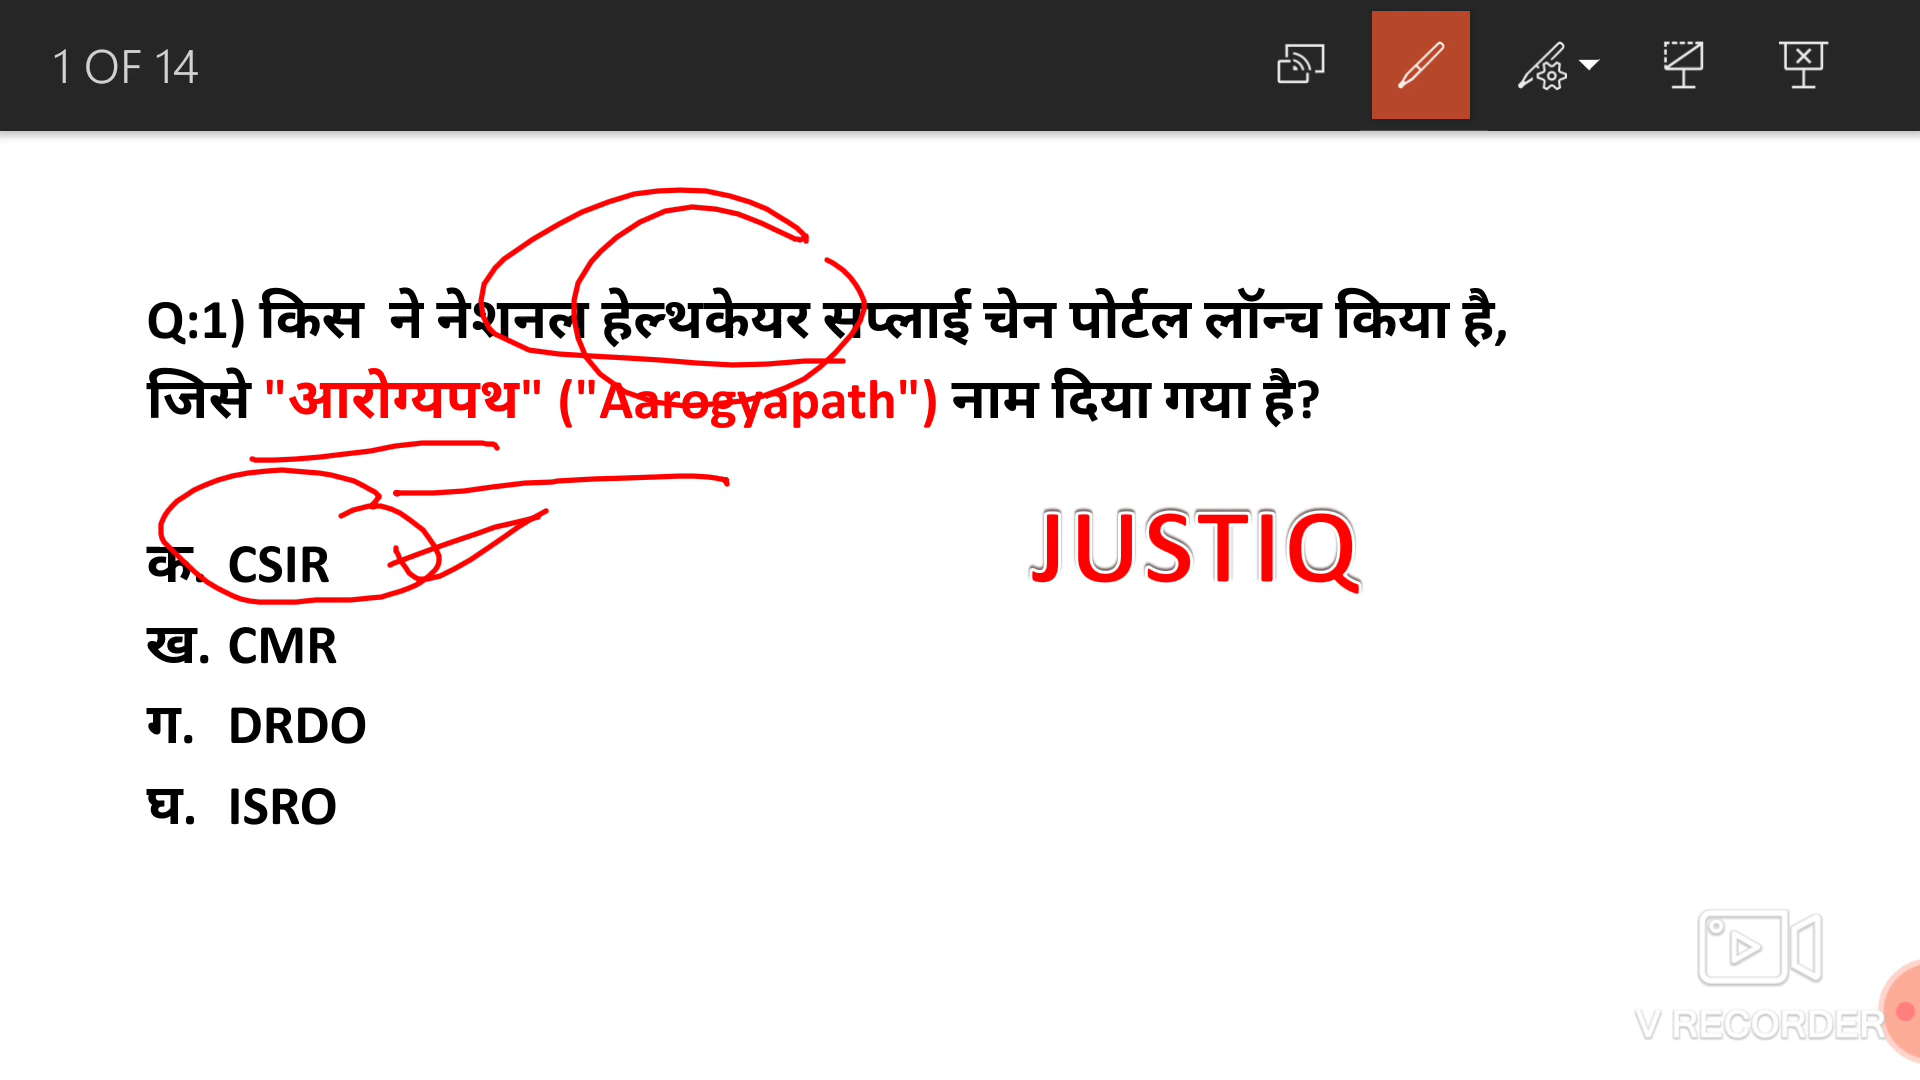 1 OF 14
Q:1) किस ने नेशनल हेल्थकेयर सप्लाई चेन पोर्टल लॉन्च किया है,
जिसे "आरोग्यपथ" ("Aarogyapath") नाम दिया गया है?
क. CSIR
JUSTIQ
ख. CMR
ग. DRDO
घ. ISRO
V RECORDER